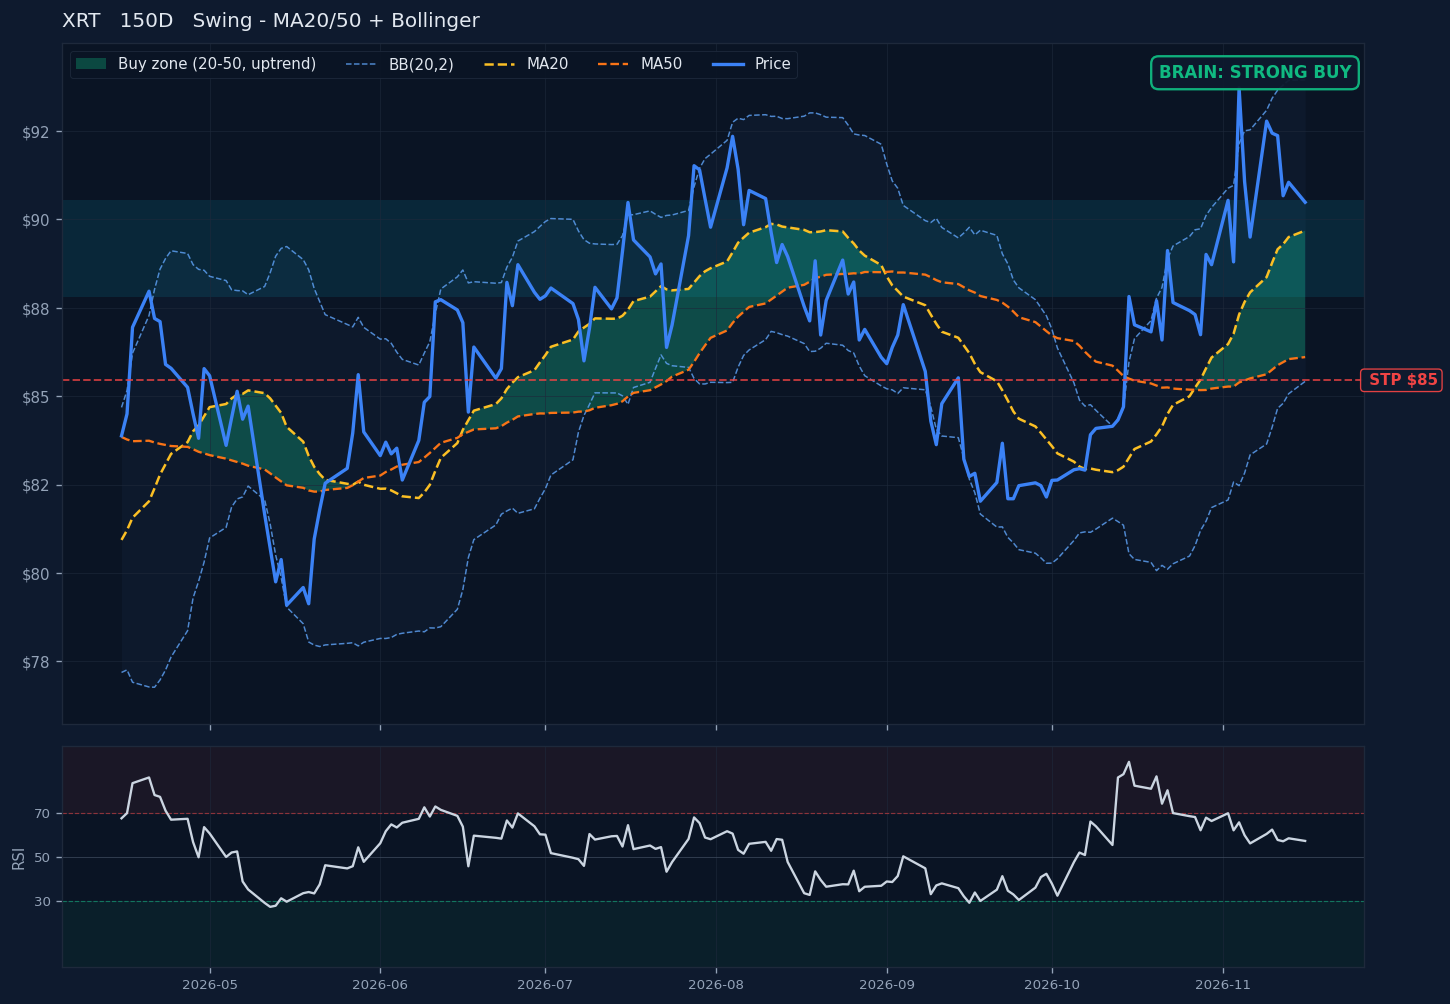 XRT   150D   Swing - MA20/50 + Bollinger
Buy zone (20-50, uptrend)   BB(20,2)   MA20   MA50   Price
BRAIN: STRONG BUY
$92
$90
$88
$85
STP $85
$82
$80
$78
RSI
70
50
30
2026-05   2026-06   2026-07   2026-08   2026-09   2026-10   2026-11